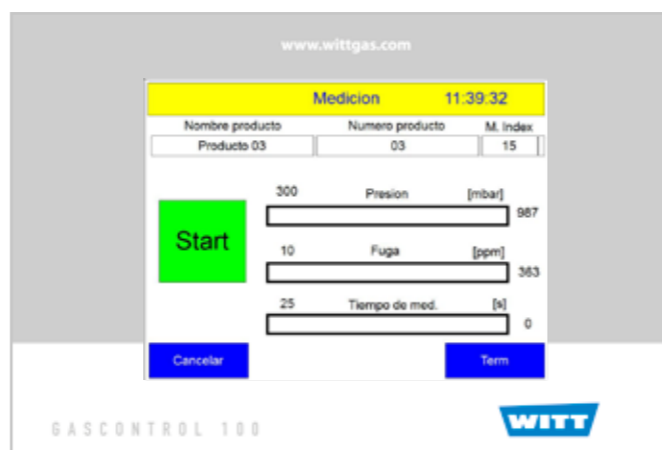 www.wittgas.com
Medicion 11:39:32
Nombre producto Numero producto M. Index
Producto 03 03 15
300 Presion [mbar]
987
Start
10 Fuga [ppm]
363
25 Tiempo de med. [s]
0
Cancelar Term
GASCONTROL 100
WITT